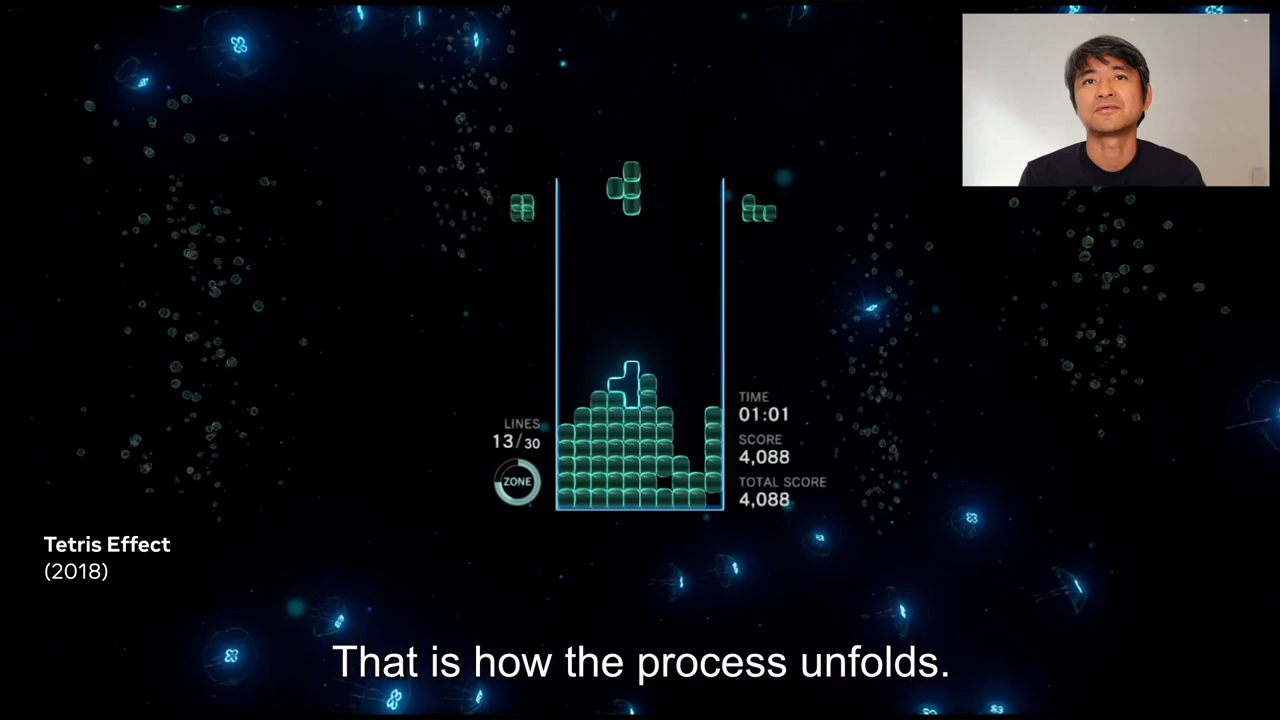 LINES
13/30
ZONE
TIME
01:01
SCORE
4,088
TOTAL SCORE
4,088
Tetris Effect
(2018)
That is how the process unfolds.